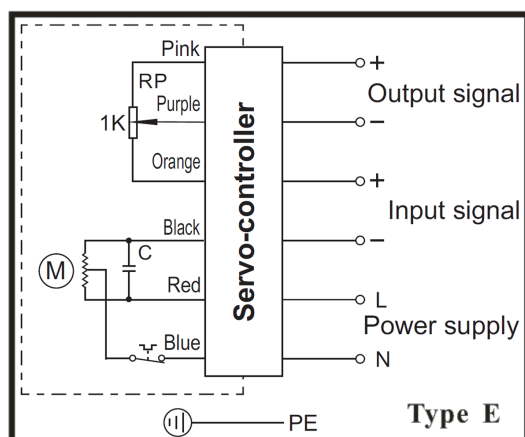 Pink
RP
Purple
1K
Orange
Black
C
M
Red
Blue
Servo-controller
+
Output signal
−
+
Input signal
−
L
Power supply
N
PE
Type E